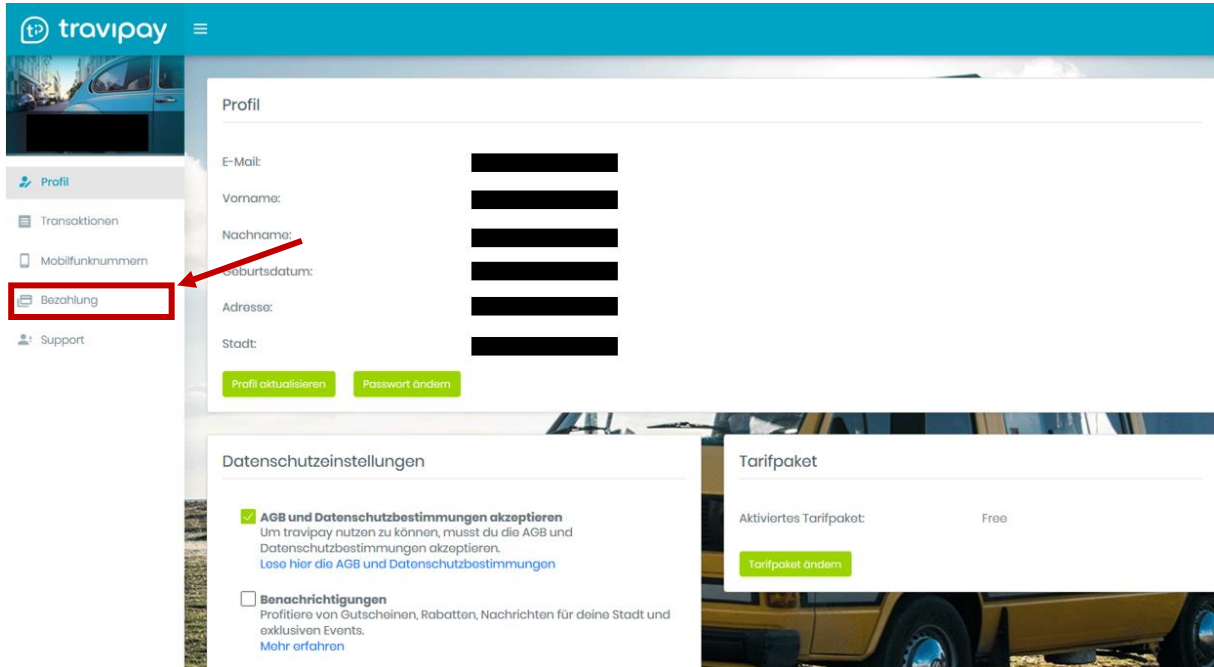 travipay
Profil
Transaktionen
Mobilfunknummern
Bezahlung
Support
Profil
E-Mail:
Vorname:
Nachname:
Geburtsdatum:
Adresse:
Stadt:
Profil aktualisieren Passwort ändern
Datenschutzeinstellungen
AGB und Datenschutzbestimmungen akzeptieren
Um travipay nutzen zu können, musst du die AGB und
Datenschutzbestimmungen akzeptieren.
Lese hier die AGB und Datenschutzbestimmungen
Benachrichtigungen
Profitiere von Gutscheinen, Rabatten, Nachrichten für deine Stadt und
exklusiven Events.
Mehr erfahren
Tarifpaket
Aktiviertes Tarifpaket: Free
Tarifpaket ändern